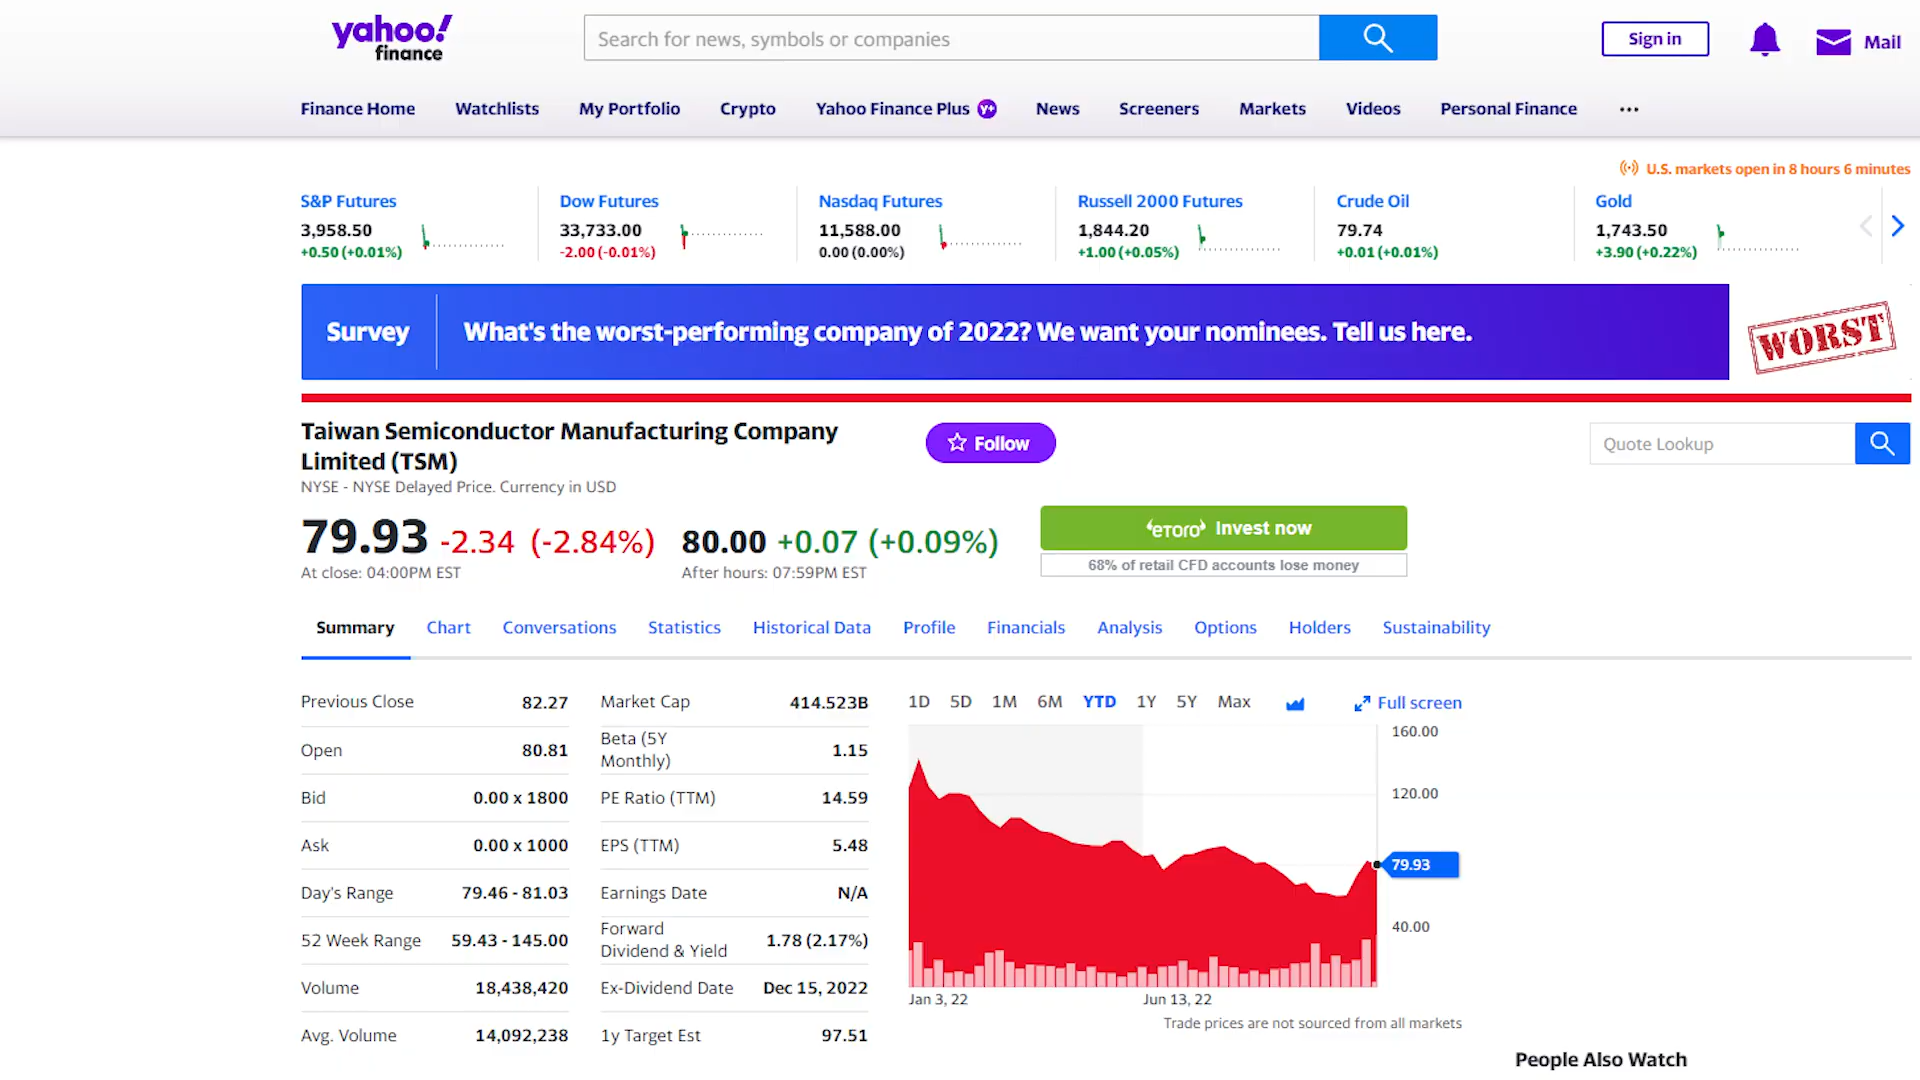 yahoo!
finance
Search for news, symbols or companies
Sign in
Mail
Finance Home Watchlists My Portfolio Crypto Yahoo Finance Plus Y+ News Screeners Markets Videos Personal Finance ...
U.S. markets open in 8 hours 6 minutes
S&P Futures
3,958.50
+0.50 (+0.01%)
Dow Futures
33,733.00
-2.00 (-0.01%)
Nasdaq Futures
11,588.00
0.00 (0.00%)
Russell 2000 Futures
1,844.20
+1.00 (+0.05%)
Crude Oil
79.74
+0.01 (+0.01%)
Gold
1,743.50
+3.90 (+0.22%)
Survey What's the worst-performing company of 2022? We want your nominees. Tell us here.
WORST
Taiwan Semiconductor Manufacturing Company
Limited (TSM)
NYSE - NYSE Delayed Price. Currency in USD
Follow
Quote Lookup
79.93 -2.34 (-2.84%)
At close: 04:00PM EST
80.00 +0.07 (+0.09%)
After hours: 07:59PM EST
eToro Invest now
68% of retail CFD accounts lose money
Summary Chart Conversations Statistics Historical Data Profile Financials Analysis Options Holders Sustainability
Previous Close 82.27
Open 80.81
Bid 0.00 x 1800
Ask 0.00 x 1000
Day's Range 79.46 - 81.03
52 Week Range 59.43 - 145.00
Volume 18,438,420
Avg. Volume 14,092,238
Market Cap 414.523B
Beta (5Y
Monthly) 1.15
PE Ratio (TTM) 14.59
EPS (TTM) 5.48
Earnings Date N/A
Forward
Dividend & Yield 1.78 (2.17%)
Ex-Dividend Date Dec 15, 2022
1y Target Est 97.51
1D 5D 1M 6M YTD 1Y 5Y Max Full screen
160.00
120.00
79.93
40.00
Jan 3, 22 Jun 13, 22
Trade prices are not sourced from all markets
People Also Watch